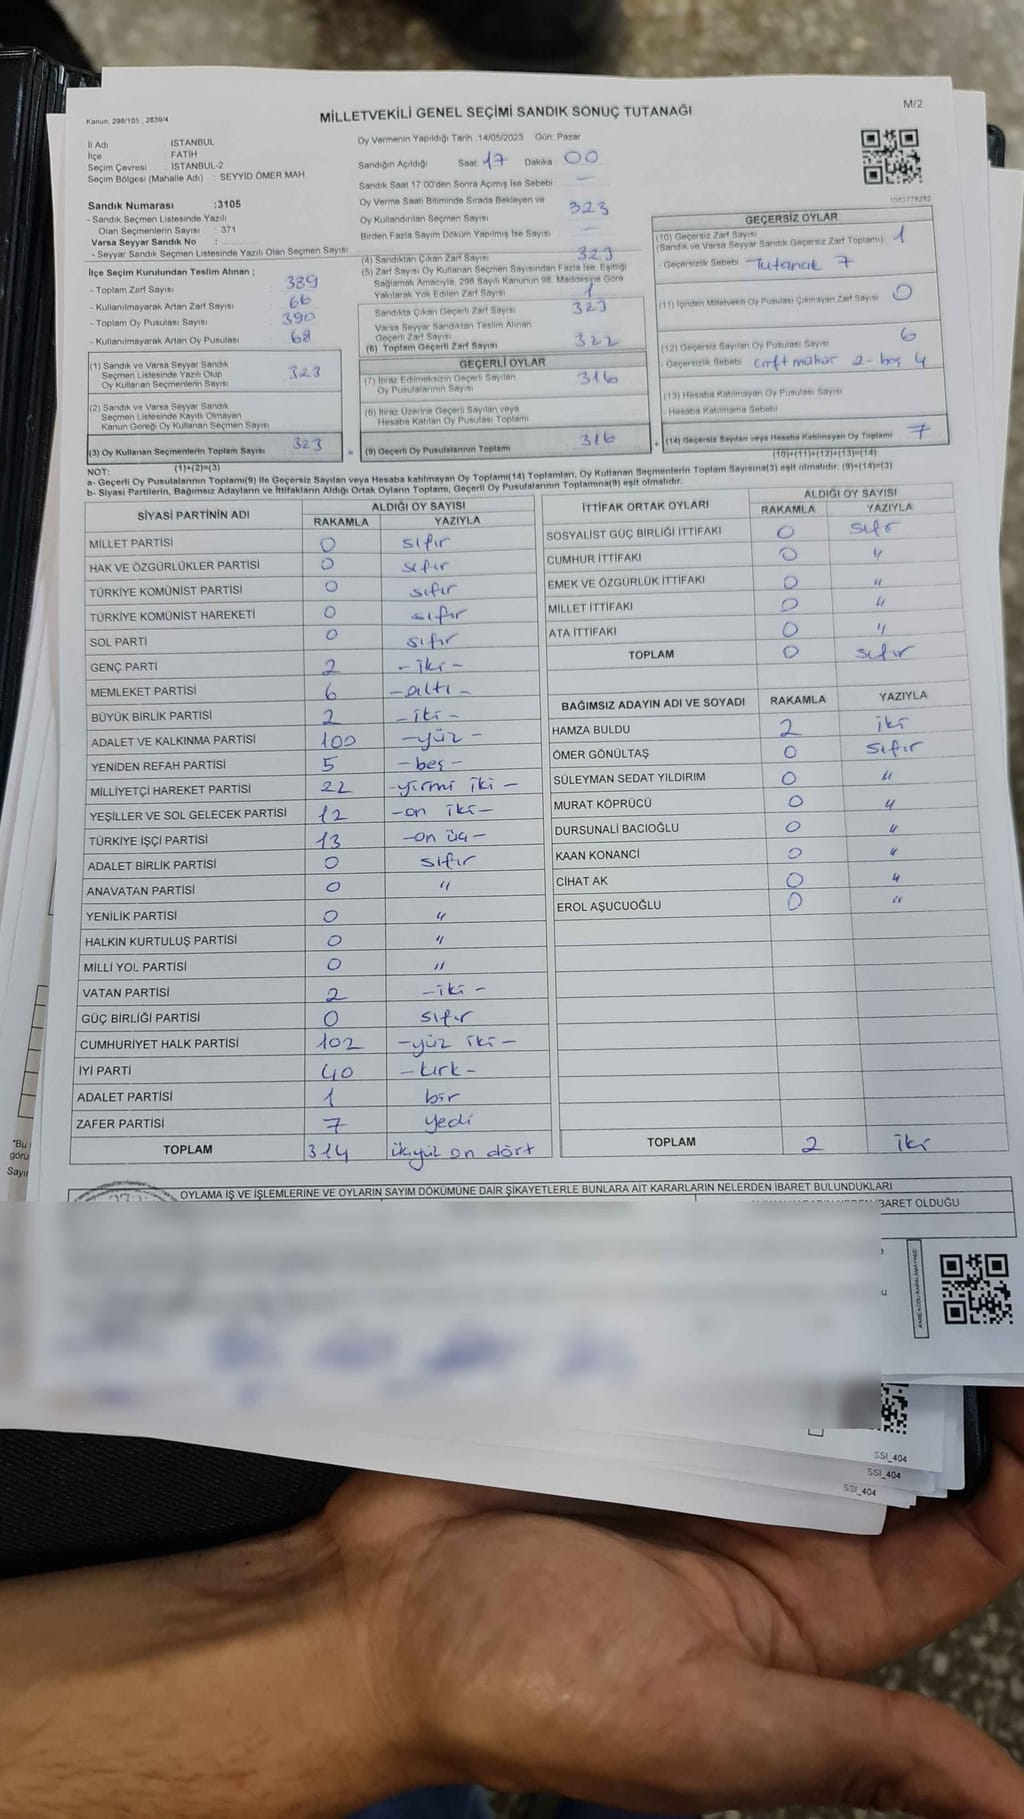 Kanun: 298/105 , 2839/4
MİLLETVEKİLİ GENEL SEÇİMİ SANDIK SONUÇ TUTANAĞI
M/2
İl Adı : İSTANBUL
İlçe : FATİH
Seçim Çevresi : İSTANBUL-2
Seçim Bölgesi (Mahalle Adı) : SEYYİD ÖMER MAH.
Sandık Numarası :3105
- Sandık Seçmen Listesinde Yazılı
Olan Seçmenlerin Sayısı : 371
Varsa Seyyar Sandık No :
- Seyyar Sandık Seçmen Listesinde Yazılı Olan Seçmen Sayısı
İlçe Seçim Kurulundan Teslim Alınan ;
- Toplam Zarf Sayısı : 389
- Kullanılmayarak Artan Zarf Sayısı : 66
- Toplam Oy Pusulası Sayısı : 390
- Kullanılmayarak Artan Oy Pusulası : 68
(1) Sandık ve Varsa Seyyar Sandık
Seçmen Listesinde Yazılı Olup
Oy Kullanan Seçmenlerin Sayısı : 323
(2) Sandık ve Varsa Seyyar Sandık
Seçmen Listesinde Kayıtlı Olmayan
Kanun Gereği Oy Kullanan Seçmen Sayısı :
(3) Oy Kullanan Seçmenlerin Toplam Sayısı : 323
(1)+(2)=(3)
Oy Vermenin Yapıldığı Tarih :14/05/2023 Gün: Pazar
Sandığın Açıldığı Saat: 17 Dakika : 00
Sandık Saat 17:00'den Sonra Açımış İse Sebebi : —
Oy Verme Saati Bitiminde Sırada Bekleyen ve
Oy Kullandırılan Seçmen Sayısı : 323
Birden Fazla Sayım Döküm Yapılmış İse Sayısı : —
(4) Sandıktan Çıkan Zarf Sayısı : 323
(5) Zarf Sayısı Oy Kullanan Seçmen Sayısından Fazla İse, Eşitliği
Sağlamak Amacıyla, 298 Sayılı Kanunun 98. Maddesine Göre
Yakılarak Yok Edilen Zarf Sayısı : 1
Sandıkta Çıkan Geçerli Zarf Sayısı : 323
Varsa Seyyar Sandıktan Teslim Alınan
Geçerli Zarf Sayısı
(6) Toplam Geçerli Zarf Sayısı : 322
GEÇERLİ OYLAR
(7) İtiraz Edilmeksizin Geçerli Sayılan
Oy Pusulalarının Sayısı : 316
(8) İtiraz Üzerine Geçerli Sayılan veya
Hesaba Katılan Oy Pusulası Toplamı :
(9) Geçerli Oy Pusulalarının Toplamı : 316
1083778282
GEÇERSİZ OYLAR
(10) Geçersiz Zarf Sayısı
(Sandık ve Varsa Seyyar Sandık Geçersiz Zarf Toplamı) : 1
- Geçersizlik Sebebi : Tutanak 7
(11) İçinden Milletvekili Oy Pusulası Çıkmayan Zarf Sayısı : 0
(12) Geçersiz Sayılan Oy Pusulası Sayısı : 6
- Geçersizlik Sebebi : çift mühür 2 - boş 4
(13) Hesaba Katılmayan Oy Pusulası Sayısı :
- Hesaba Katılmama Sebebi :
(14) Geçersiz Sayılan veya Hesaba Katılmayan Oy Toplamı : 7
(10)+(11)+(12)+(13)=(14)
NOT:
a- Geçerli Oy Pusulalarının Toplamı(9) ile Geçersiz Sayılan veya Hesaba katılmayan Oy Toplamı(14) Toplamları, Oy Kullanan Seçmenlerin Toplam Sayısına(3) eşit olmalıdır. (9)+(14)=(3)
b- Siyasi Partilerin, Bağımsız Adayların ve İttifakların Aldığı Ortak Oyların Toplamı, Geçerli Oy Pusulalarının Toplamına(9) eşit olmalıdır.
SİYASİ PARTİNİN ADI ALDIĞI OY SAYISI
RAKAMLA YAZIYLA
MİLLET PARTİSİ 0 sıfır
HAK VE ÖZGÜRLÜKLER PARTİSİ 0 sıfır
TÜRKİYE KOMÜNİST PARTİSİ 0 sıfır
TÜRKİYE KOMÜNİST HAREKETİ 0 sıfır
SOL PARTİ 0 sıfır
GENÇ PARTİ 2 -iki-
MEMLEKET PARTİSİ 6 -altı-
BÜYÜK BİRLİK PARTİSİ 2 -iki-
ADALET VE KALKINMA PARTİSİ 100 -yüz-
YENİDEN REFAH PARTİSİ 5 -beş-
MİLLİYETÇİ HAREKET PARTİSİ 22 -yirmi iki-
YEŞİLLER VE SOL GELECEK PARTİSİ 12 -on iki-
TÜRKİYE İŞÇİ PARTİSİ 13 -on üç-
ADALET BİRLİK PARTİSİ 0 sıfır
ANAVATAN PARTİSİ 0 "
YENİLİK PARTİSİ 0 "
HALKIN KURTULUŞ PARTİSİ 0 "
MİLLİ YOL PARTİSİ 0 "
VATAN PARTİSİ 2 -iki-
GÜÇ BİRLİĞİ PARTİSİ 0 sıfır
CUMHURİYET HALK PARTİSİ 102 -yüz iki-
İYİ PARTİ 40 -kırk-
ADALET PARTİSİ 1 bir
ZAFER PARTİSİ 7 yedi
TOPLAM 314 üçyüz on dört
İTTİFAK ORTAK OYLARI ALDIĞI OY SAYISI
RAKAMLA YAZIYLA
SOSYALİST GÜÇ BİRLİĞİ İTTİFAKI 0 sıfır
CUMHUR İTTİFAKI 0 "
EMEK VE ÖZGÜRLÜK İTTİFAKI 0 "
MİLLET İTTİFAKI 0 "
ATA İTTİFAKI 0 "
TOPLAM 0 sıfır
BAĞIMSIZ ADAYIN ADI VE SOYADI RAKAMLA YAZIYLA
HAMZA BULDU 2 iki
ÖMER GÖNÜLTAŞ 0 sıfır
SÜLEYMAN SEDAT YILDIRIM 0 "
MURAT KÖPRÜCÜ 0 "
DURSUNALİ BACIOĞLU 0 "
KAAN KONANCİ 0 "
CİHAT AK 0 "
EROL AŞUCUOĞLU 0 "
TOPLAM 2 iki
OYLAMA İŞ VE İŞLEMLERİNE VE OYLARIN SAYIM DÖKÜMÜNE DAİR ŞİKAYETLERLE BUNLARA AİT KARARLARIN NELERDEN İBARET BULUNDUKLARI
İBARET OLDUĞU
SSİ_404
SSİ_404
SSİ_404